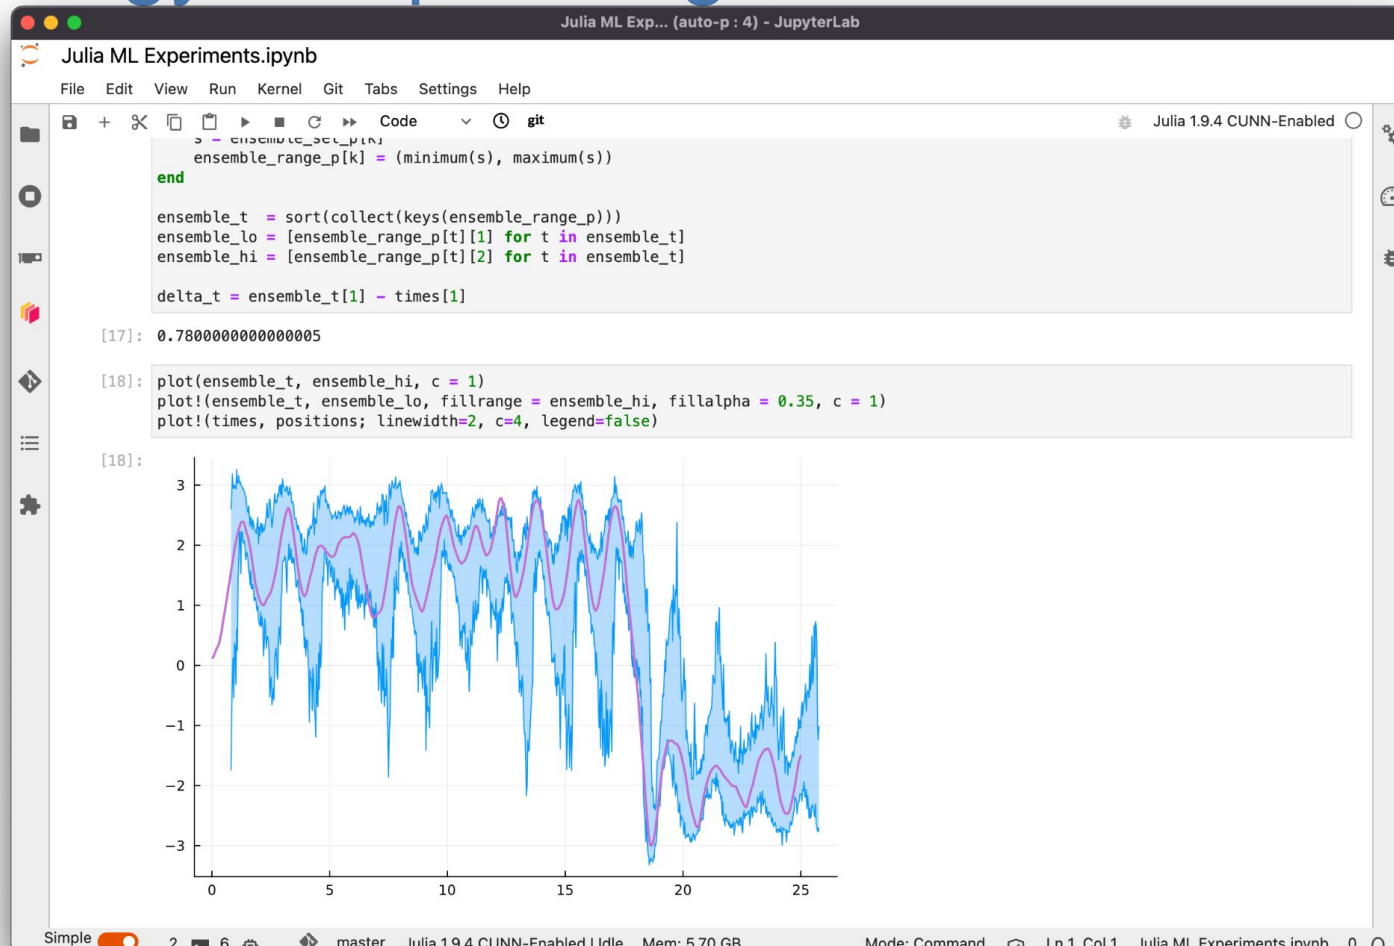 Julia ML Exp... (auto-p : 4) - JupyterLab
Julia ML Experiments.ipynb
File Edit View Run Kernel Git Tabs Settings Help
Code git Julia 1.9.4 CUNN-Enabled
s = ensemble_set_p[k]
ensemble_range_p[k] = (minimum(s), maximum(s))
end
ensemble_t = sort(collect(keys(ensemble_range_p)))
ensemble_lo = [ensemble_range_p[t][1] for t in ensemble_t]
ensemble_hi = [ensemble_range_p[t][2] for t in ensemble_t]
delta_t = ensemble_t[1] - times[1]
[17]: 0.7800000000000005
[18]: plot(ensemble_t, ensemble_hi, c = 1)
plot!(ensemble_t, ensemble_lo, fillrange = ensemble_hi, fillalpha = 0.35, c = 1)
plot!(times, positions; linewidth=2, c=4, legend=false)
[18]:
3
2
1
0
−1
−2
−3
0 5 10 15 20 25
Simple 2 6 master Julia 1.9.4 CUNN-Enabled | Idle Mem: 5.70 GB Mode: Command Ln 1, Col 1 Julia ML Experiments.ipynb 0